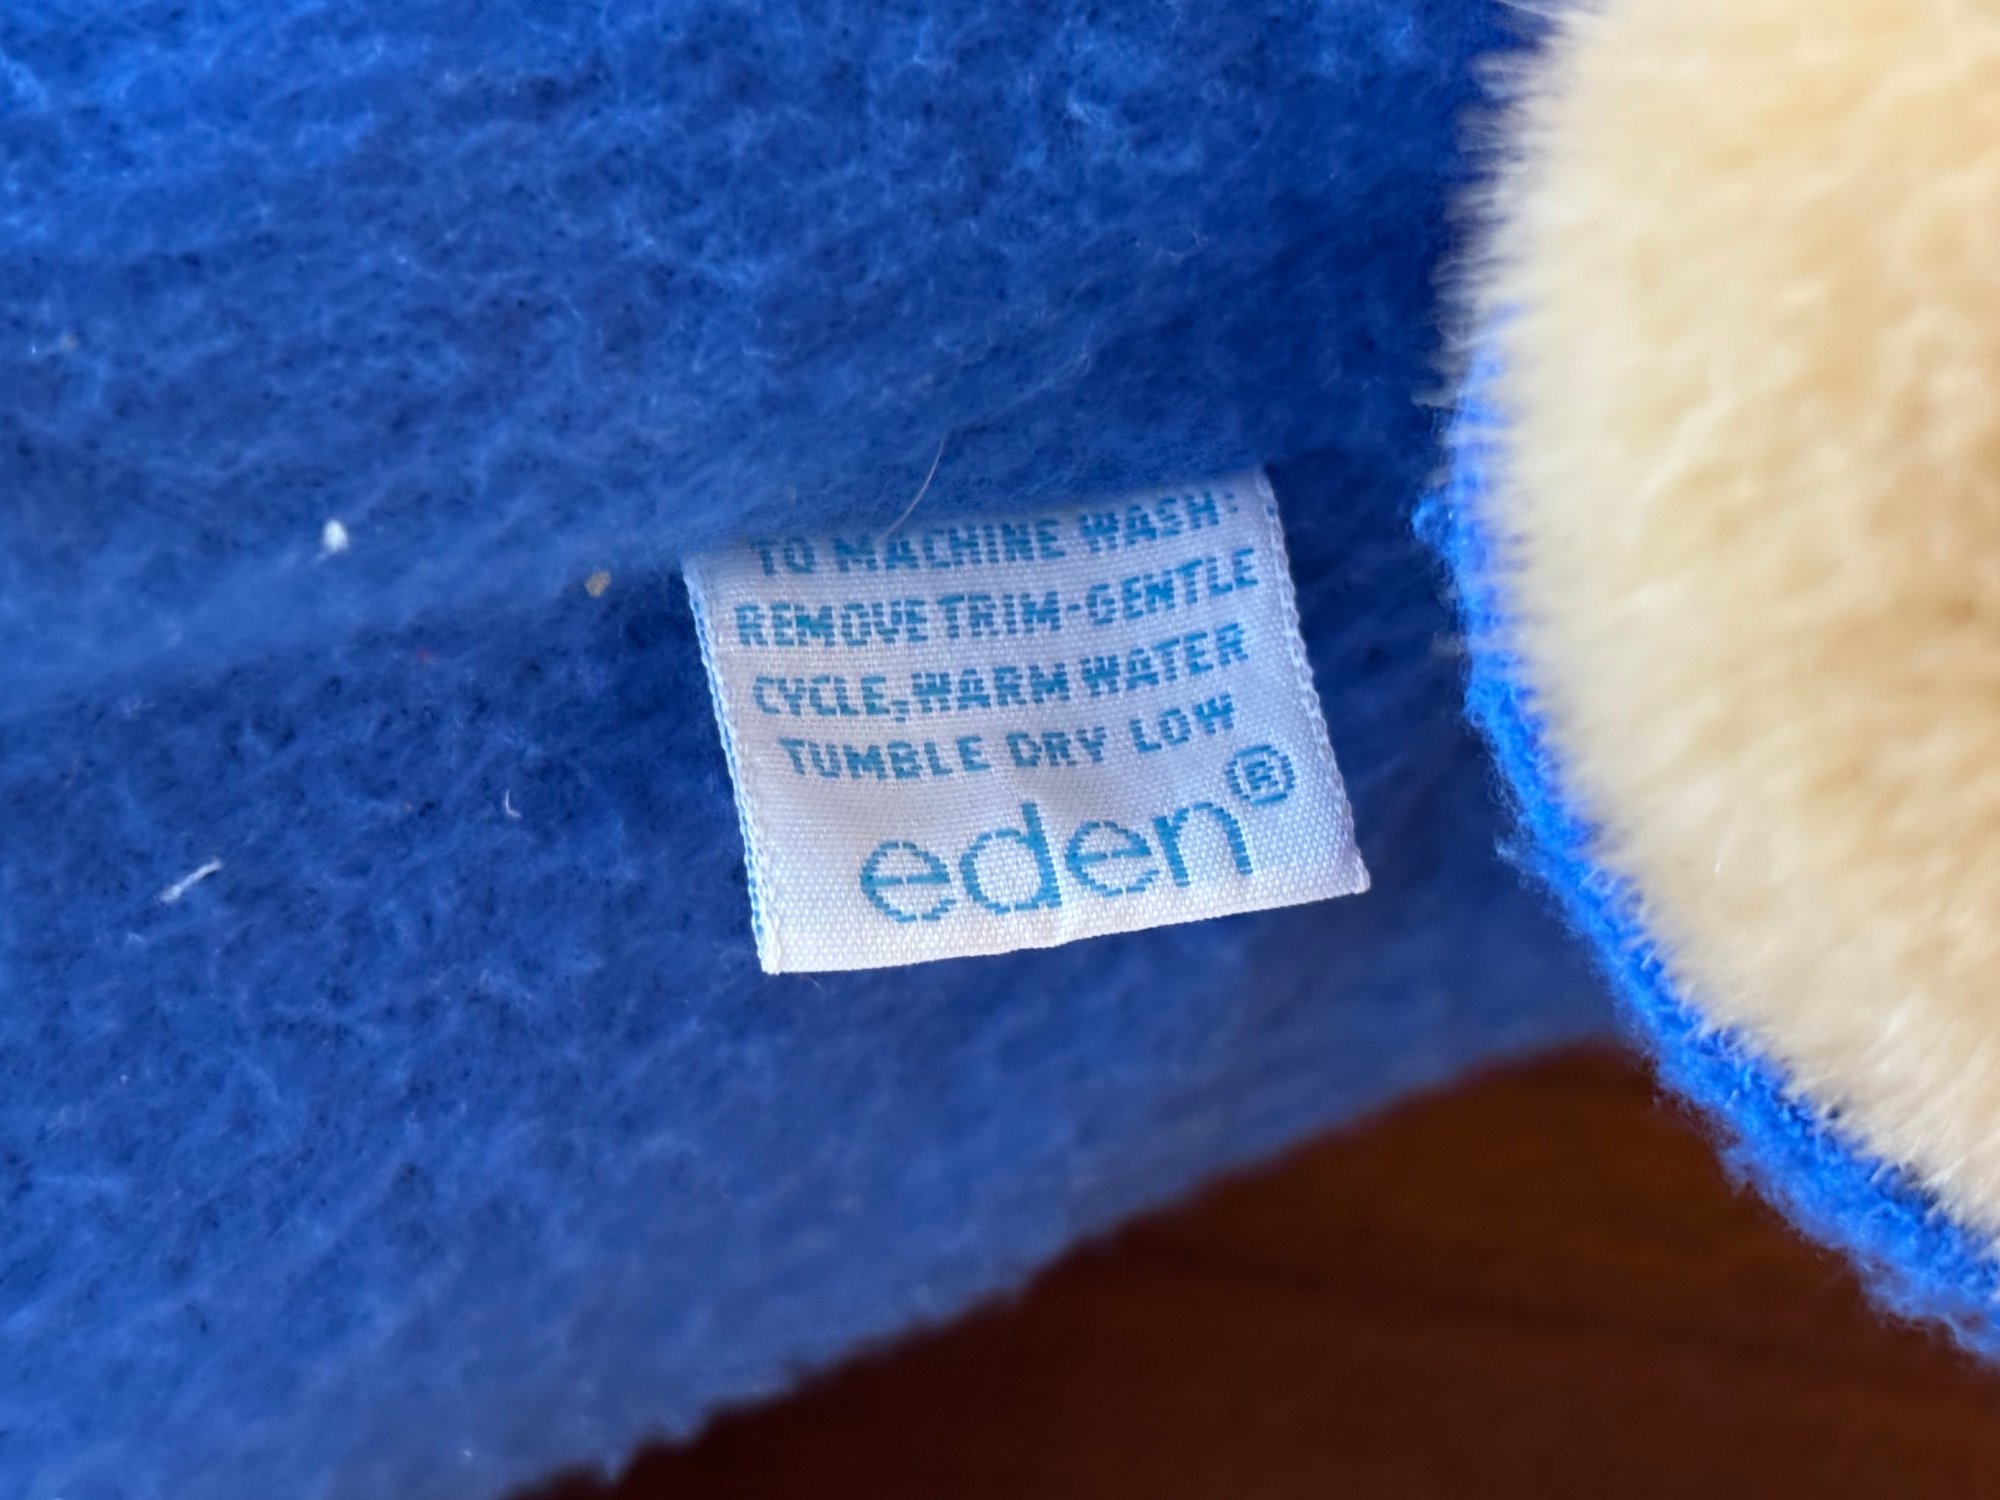 TO MACHINE WASH:
REMOVE TRIM-GENTLE
CYCLE, WARM WATER
TUMBLE DRY LOW
eden®